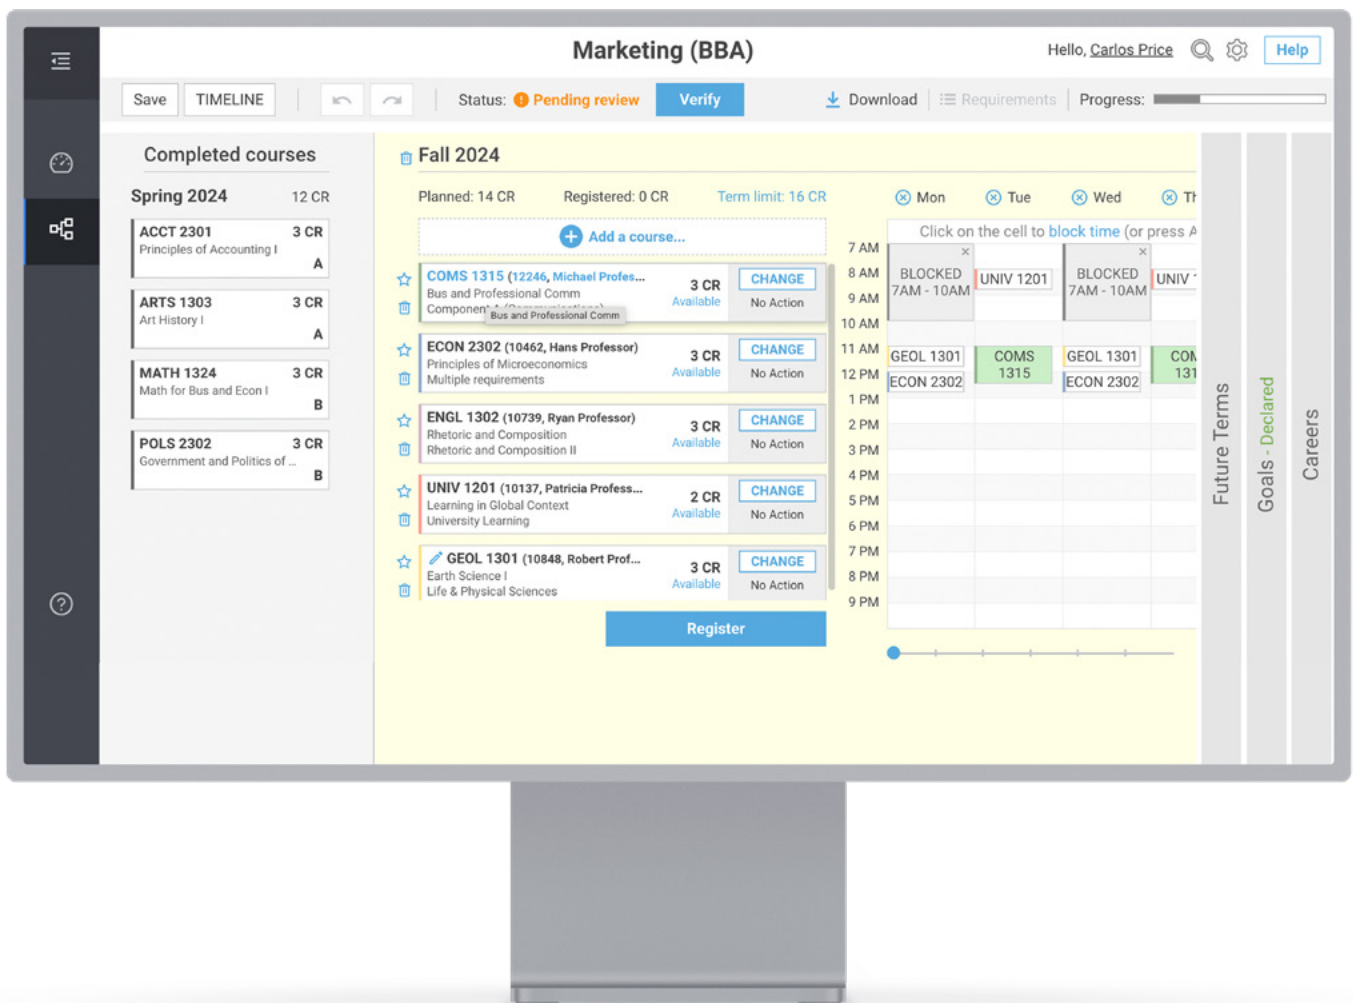 Marketing (BBA)
Hello, Carlos Price
Help
Save
TIMELINE
Status: Pending review
Verify
Download
Requirements
Progress:
Completed courses
Spring 2024 12 CR
ACCT 2301 3 CR
Principles of Accounting I
A
ARTS 1303 3 CR
Art History I
A
MATH 1324 3 CR
Math for Bus and Econ I
B
POLS 2302 3 CR
Government and Politics of ...
B
Fall 2024
Planned: 14 CR Registered: 0 CR Term limit: 16 CR
Add a course...
COMS 1315 (12246, Michael Profes...
Bus and Professional Comm
Component A (Communications)
Bus and Professional Comm
3 CR
Available
CHANGE
No Action
ECON 2302 (10462, Hans Professor)
Principles of Microeconomics
Multiple requirements
3 CR
Available
CHANGE
No Action
ENGL 1302 (10739, Ryan Professor)
Rhetoric and Composition
Rhetoric and Composition II
3 CR
Available
CHANGE
No Action
UNIV 1201 (10137, Patricia Profess...
Learning in Global Context
University Learning
2 CR
Available
CHANGE
No Action
GEOL 1301 (10848, Robert Prof...
Earth Science I
Life & Physical Sciences
3 CR
Available
CHANGE
No Action
Register
Mon Tue Wed Th
Click on the cell to block time (or press A
7 AM
8 AM
9 AM
10 AM
11 AM
12 PM
1 PM
2 PM
3 PM
4 PM
5 PM
6 PM
7 PM
8 PM
9 PM
BLOCKED
7AM - 10AM
GEOL 1301
ECON 2302
UNIV 1201
COMS
1315
BLOCKED
7AM - 10AM
GEOL 1301
ECON 2302
UNIV
COM
131
Future Terms
Goals - Declared
Careers